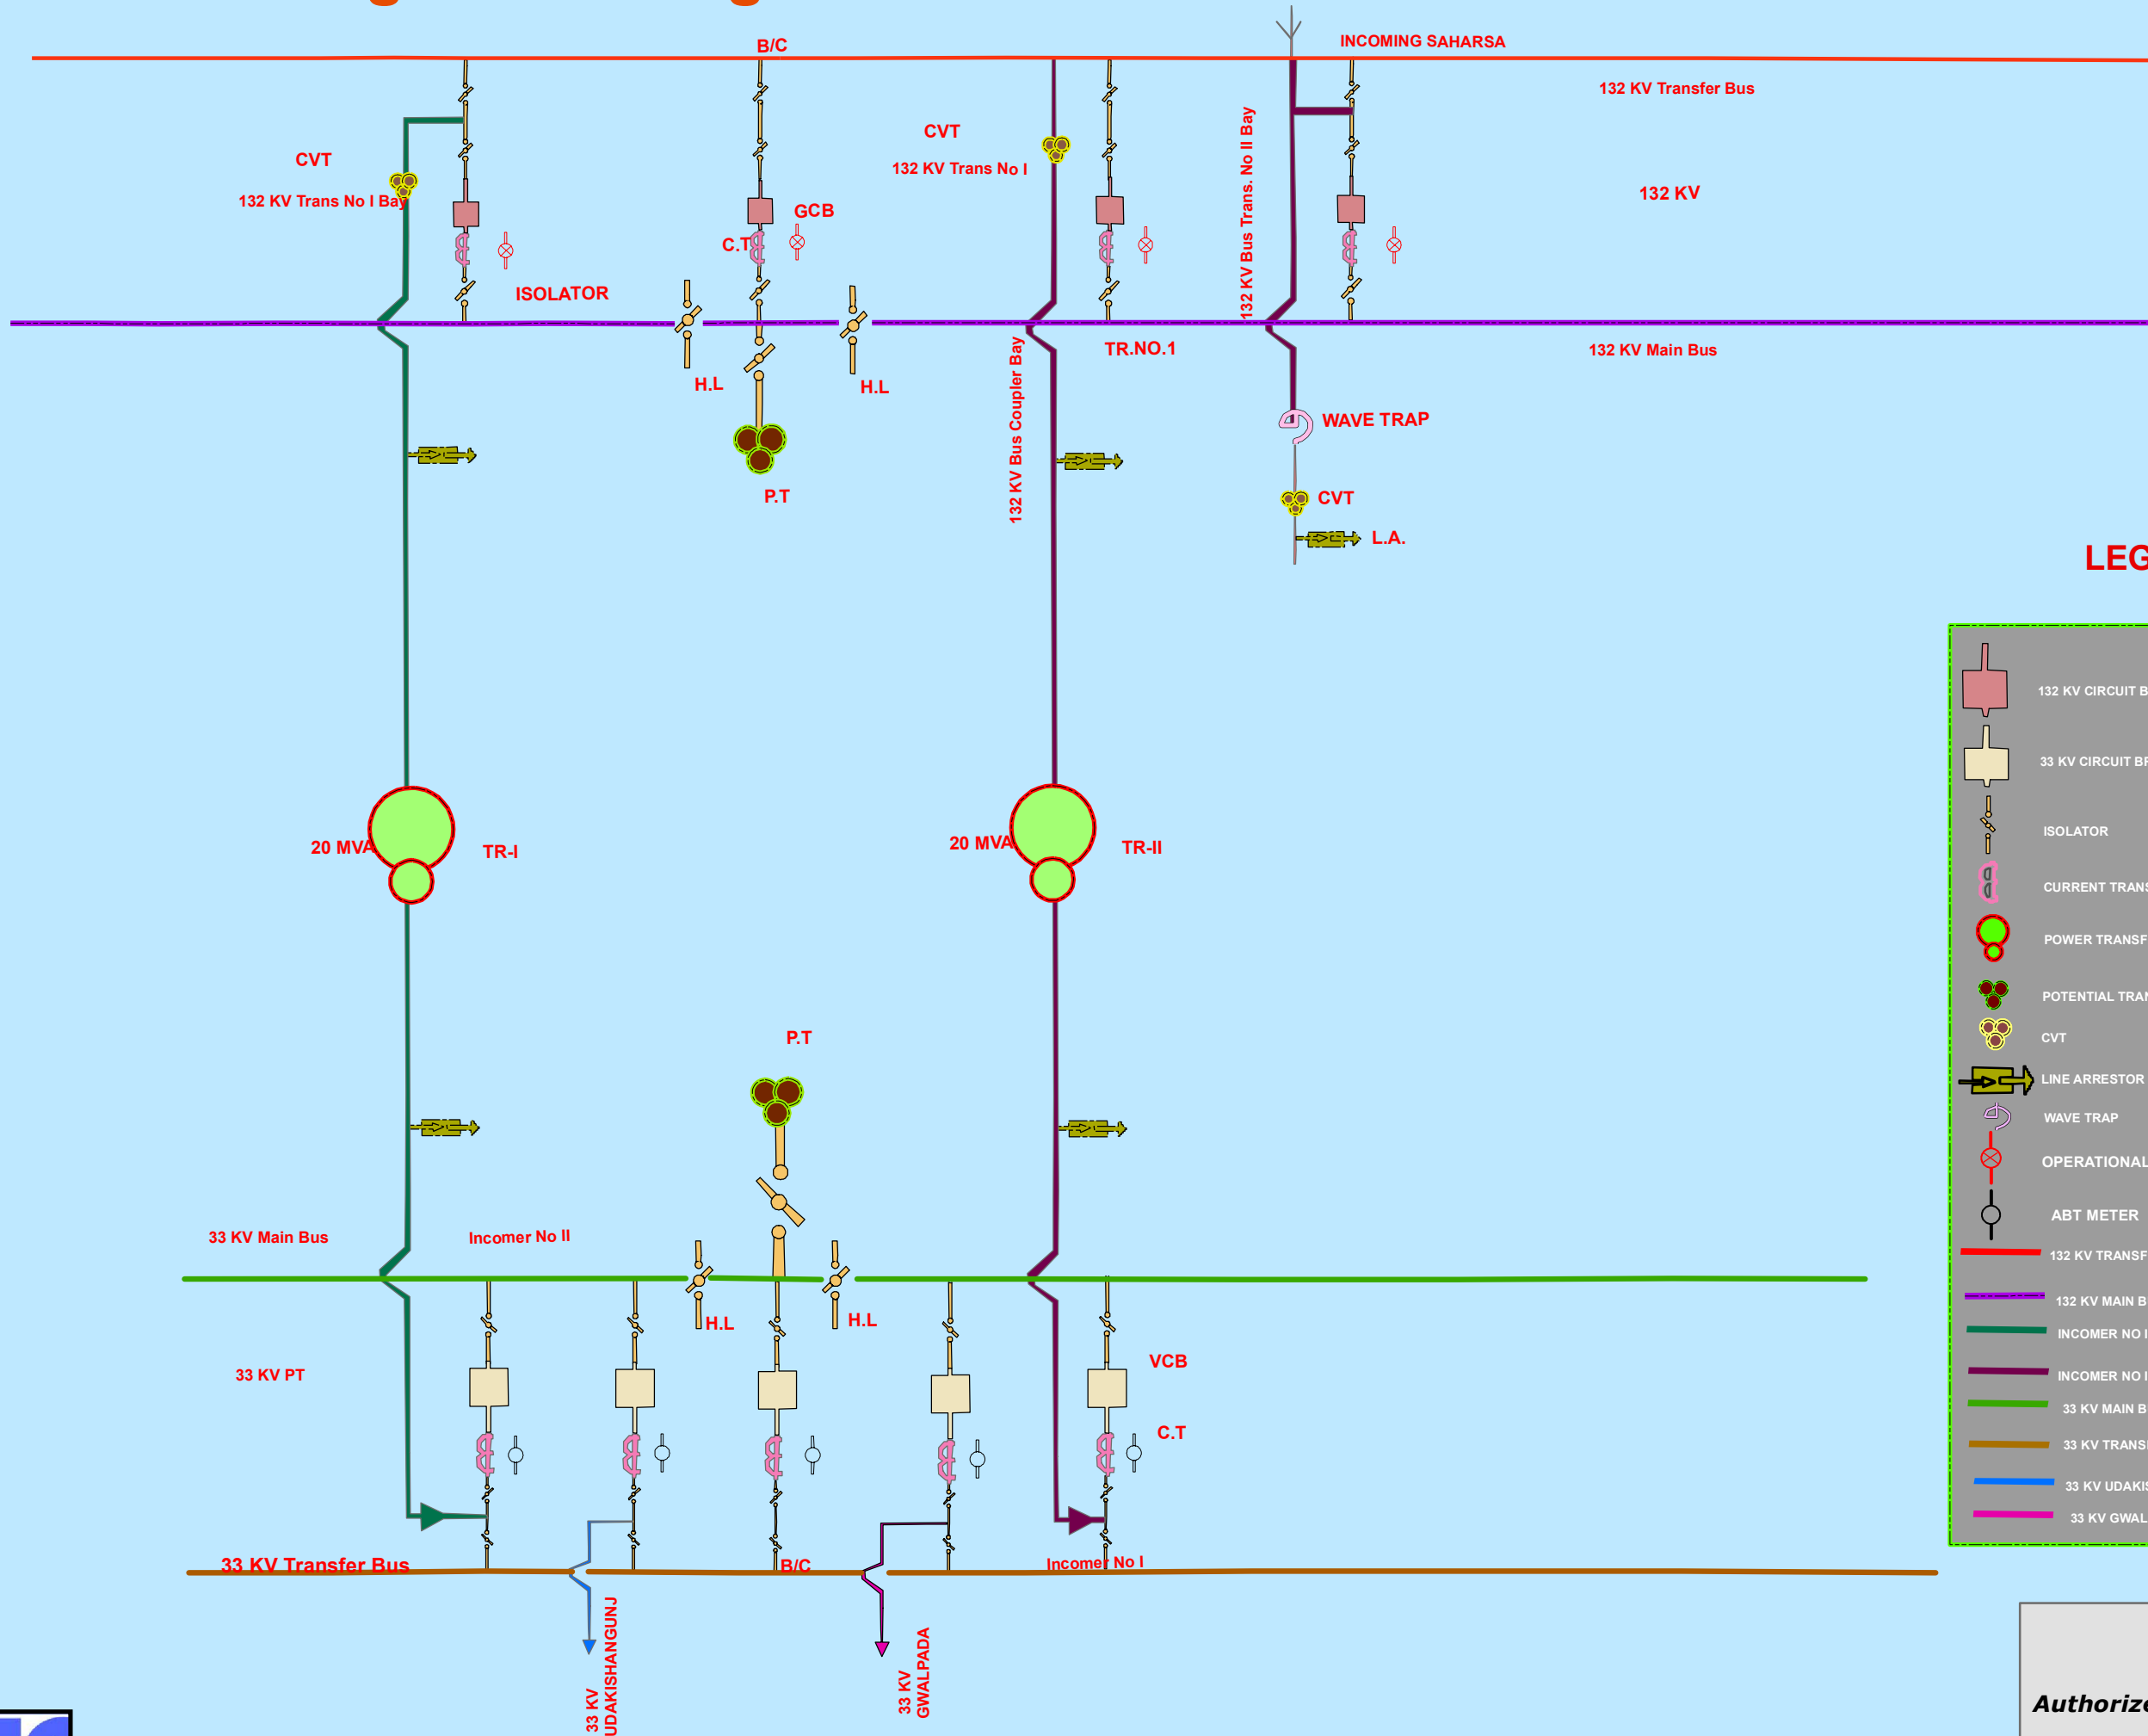 B/C
INCOMING SAHARSA
132 KV Transfer Bus
CVT
132 KV Trans No I Bay
CVT
132 KV Trans No I
132 KV Bus Trans. No II Bay
132 KV
GCB
C.T
ISOLATOR
H.L
H.L
P.T
132 KV Bus Coupler Bay
TR.NO.1
132 KV Main Bus
WAVE TRAP
CVT
L.A.
20 MVA
TR-I
20 MVA
TR-II
P.T
33 KV Main Bus
Incomer No II
H.L
H.L
33 KV PT
VCB
C.T
33 KV Transfer Bus
B/C
Incomer No I
33 KV
UDAKISHANGUNJ
33 KV
GWALPADA
LEG
132 KV CIRCUIT B
33 KV CIRCUIT BR
ISOLATOR
CURRENT TRANS
POWER TRANSF
POTENTIAL TRAN
CVT
LINE ARRESTOR
WAVE TRAP
OPERATIONAL
ABT METER
132 KV TRANSF
132 KV MAIN B
INCOMER NO I
INCOMER NO I
33 KV MAIN B
33 KV TRANS
33 KV UDAKIS
33 KV GWAL
Authorize